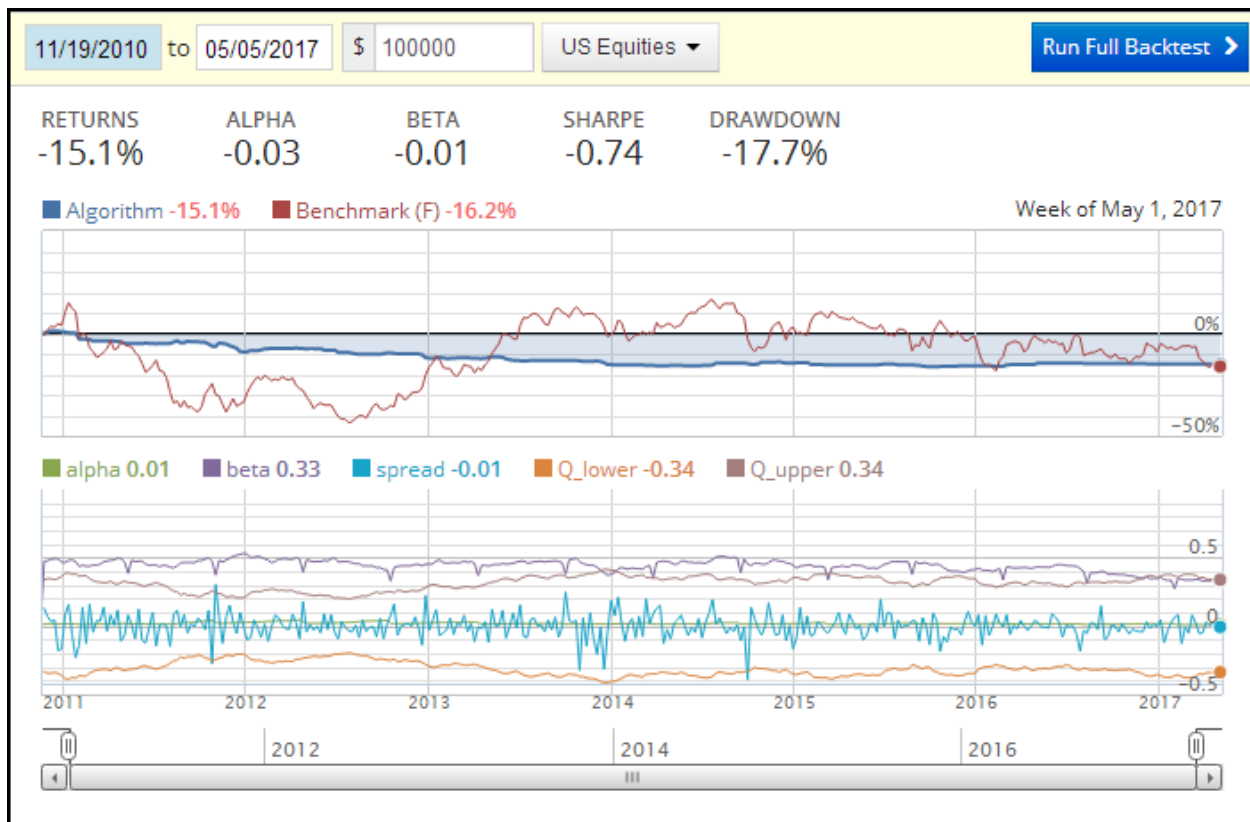 11/19/2010 to 05/05/2017 $ 100000 US Equities Run Full Backtest
RETURNS ALPHA BETA SHARPE DRAWDOWN
-15.1% -0.03 -0.01 -0.74 -17.7%
Algorithm -15.1% Benchmark (F) -16.2% Week of May 1, 2017
0%
-50%
alpha 0.01 beta 0.33 spread -0.01 Q_lower -0.34 Q_upper 0.34
0.5
0
-0.5
2011 2012 2013 2014 2015 2016 2017
2012 2014 2016